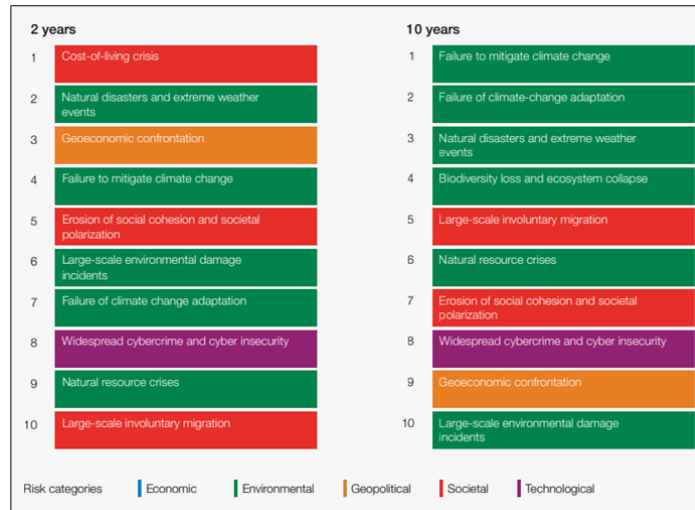 2 years
1 Cost-of-living crisis
2 Natural disasters and extreme weather
events
3 Geoeconomic confrontation
4 Failure to mitigate climate change
5 Erosion of social cohesion and societal
polarization
6 Large-scale environmental damage
incidents
7 Failure of climate change adaptation
8 Widespread cybercrime and cyber insecurity
9 Natural resource crises
10 Large-scale involuntary migration
10 years
1 Failure to mitigate climate change
2 Failure of climate-change adaptation
3 Natural disasters and extreme weather
events
4 Biodiversity loss and ecosystem collapse
5 Large-scale involuntary migration
6 Natural resource crises
7 Erosion of social cohesion and societal
polarization
8 Widespread cybercrime and cyber insecurity
9 Geoeconomic confrontation
10 Large-scale environmental damage
incidents
Risk categories Economic Environmental Geopolitical Societal Technological